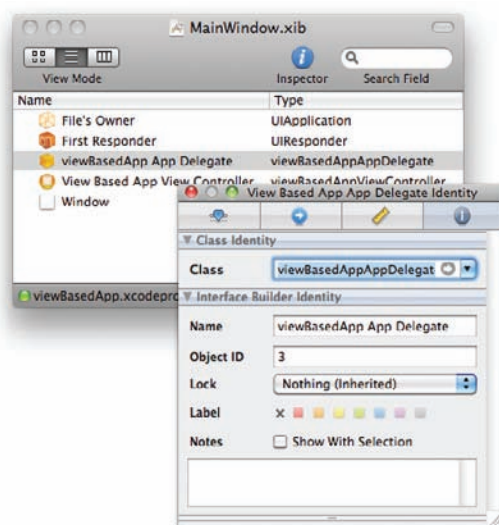 MainWindow.xib
View Mode
Inspector
Search Field
Name Type
File's Owner UIApplication
First Responder UIResponder
viewBasedApp App Delegate viewBasedAppAppDelegate
View Based App View Controller viewBasedAppViewController
Window
viewBasedApp.xcodepro
View Based App App Delegate Identity
Class Identity
Class viewBasedAppAppDelegat
Interface Builder Identity
Name viewBasedApp App Delegate
Object ID 3
Lock Nothing (Inherited)
Label x
Notes Show With Selection